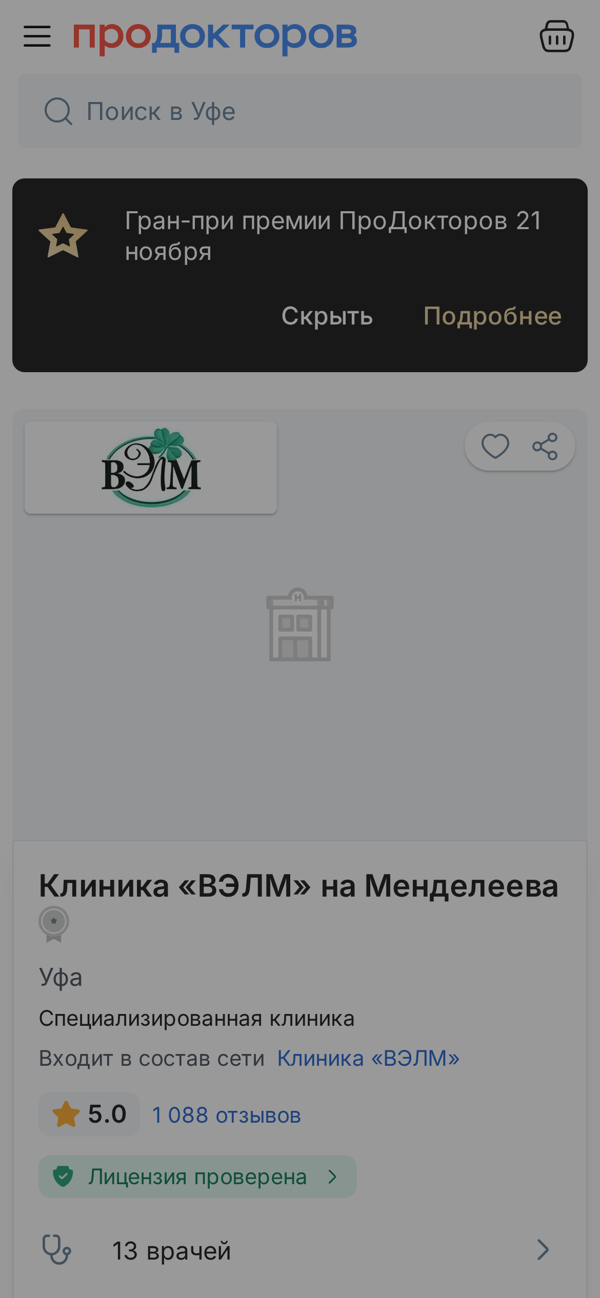 продокторов
Поиск в Уфе
Гран-при премии ПроДокторов 21
ноября
Скрыть
Подробнее
ВЭЛМ
H
Клиника «ВЭЛМ» на Менделеева
Уфа
Специализированная клиника
Входит в состав сети Клиника «ВЭЛМ»
5.0 1 088 отзывов
Лицензия проверена
13 врачей